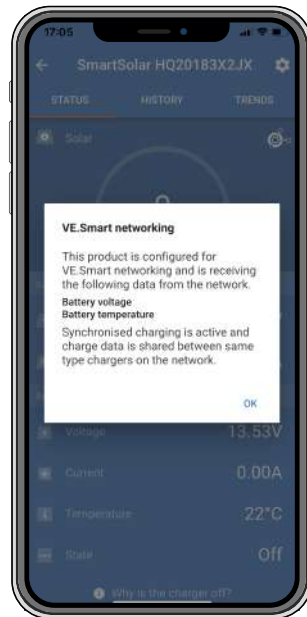 17:05
SmartSolar HQ20183X2JX
STATUS HISTORY TRENDS
Solar
VE.Smart networking
This product is configured for
VE.Smart networking and is receiving
the following data from the network.
Battery voltage
Battery temperature
Synchronised charging is active and
charge data is shared between same
type chargers on the network.
OK
Voltage 13.53V
Current 0.00A
Temperature 22°C
State Off
Why is the charger off?